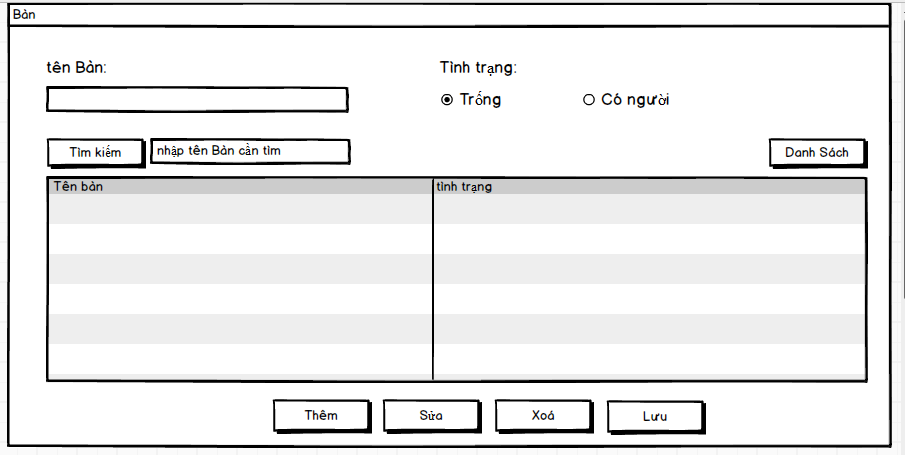 Bàn
tên Bàn:
Tình trạng:
Trống
Có người
Tìm kiếm
nhập tên Bàn cần tìm
Danh Sách
Tên bàn
tình trạng
Thêm
Sửa
Xoá
Lưu